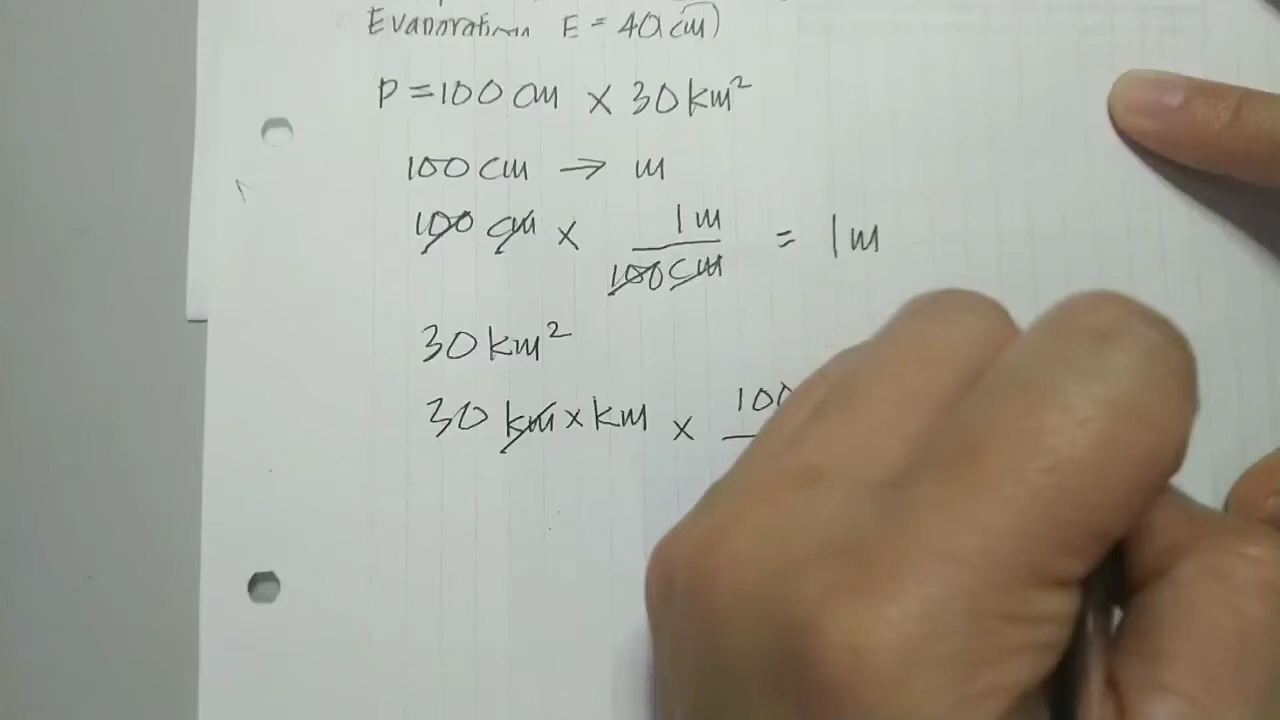 Evaporation E = 40 cm
P = 100 cm × 30 km²
100 cm → m
100 cm × 1 m / 100 cm = 1 m
30 km²
30 km × km × 100